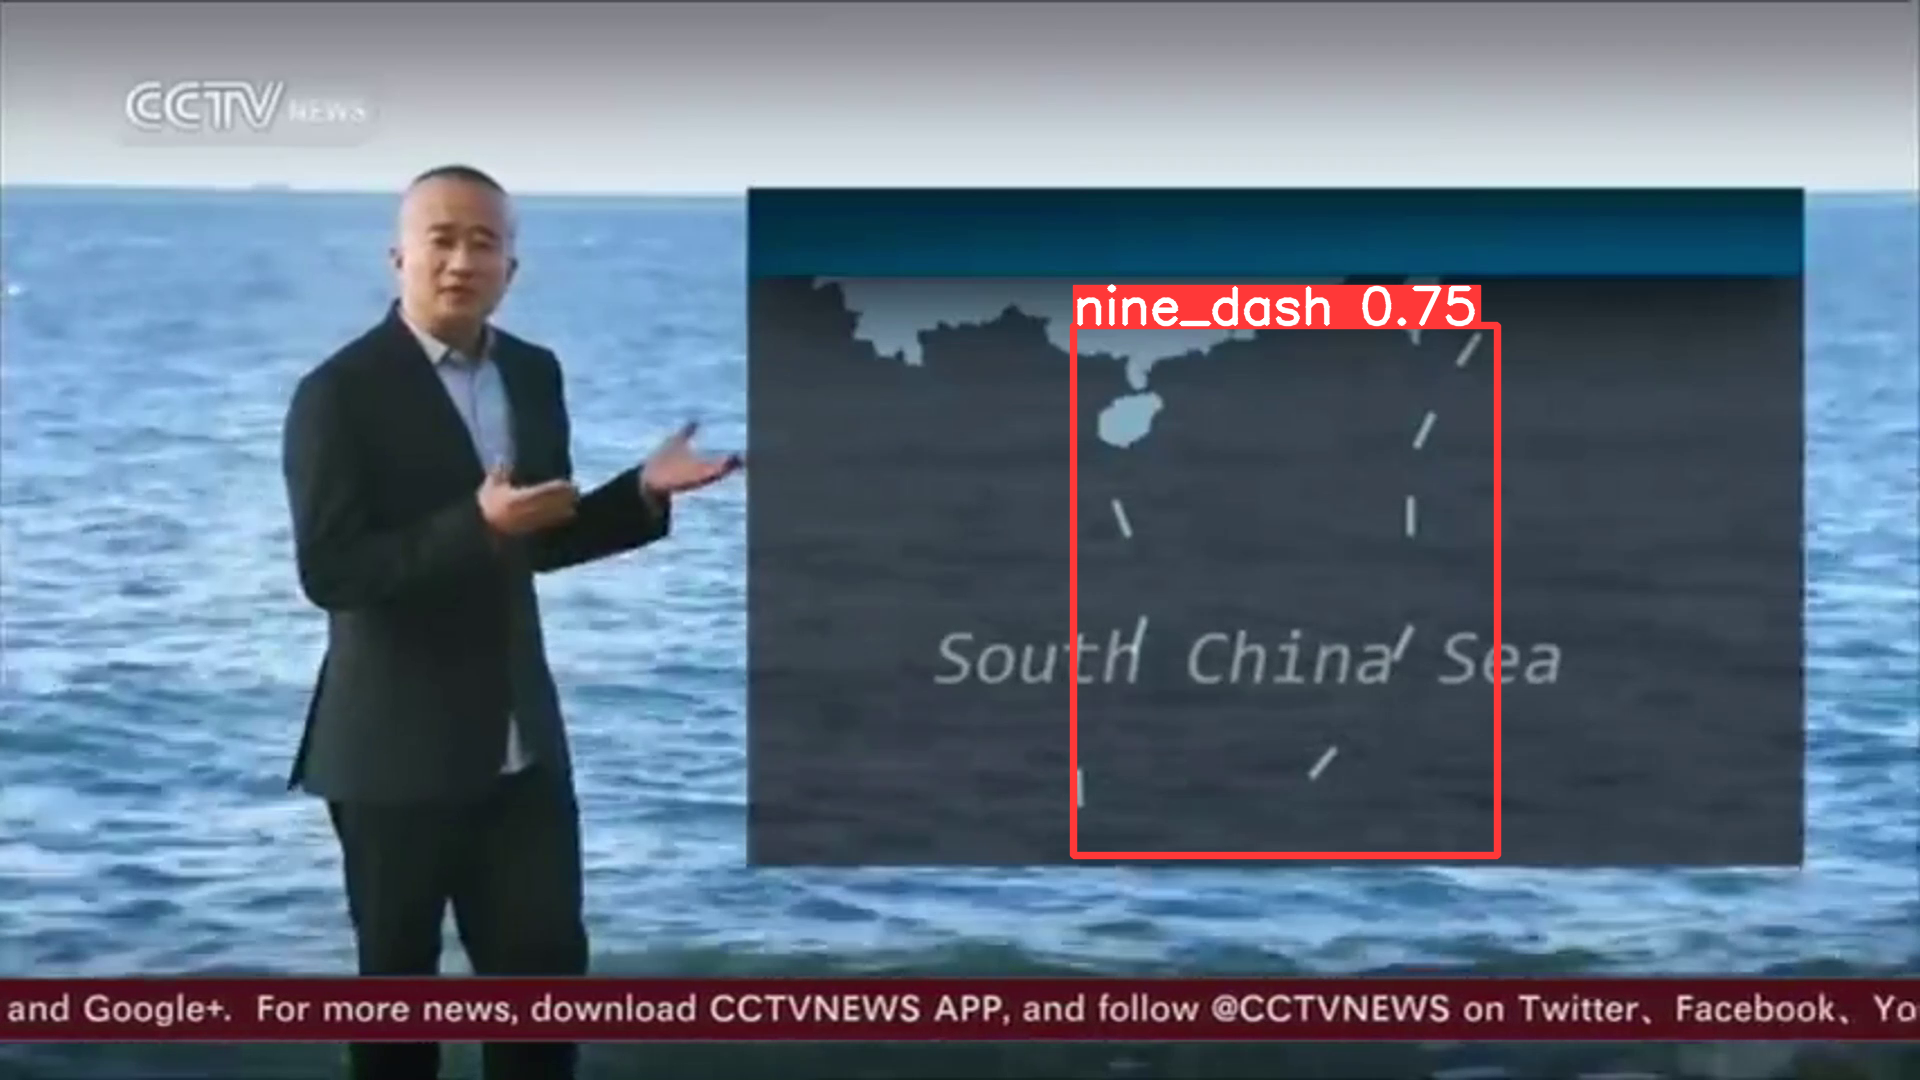 CCTV NEWS
nine_dash 0.75
South China Sea
and Google+. For more news, download CCTVNEWS APP, and follow @CCTVNEWS on Twitter、Facebook、Yo